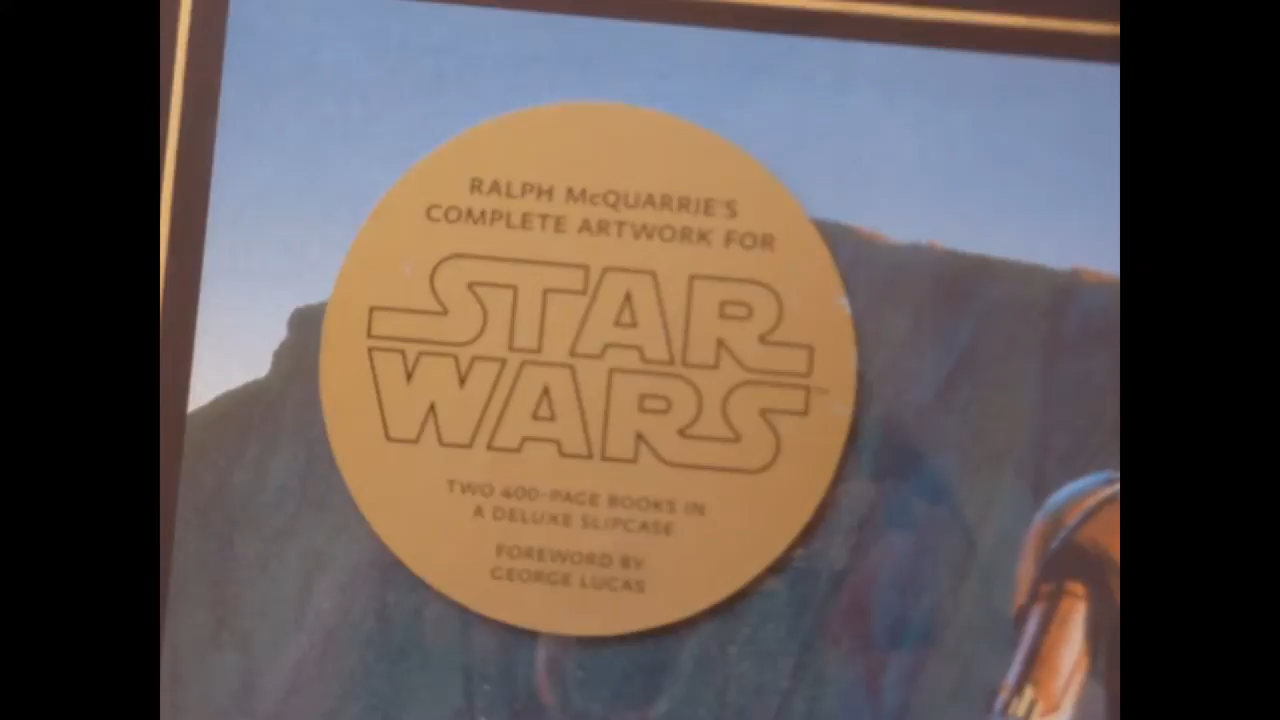 RALPH McQUARRIE'S
COMPLETE ARTWORK FOR
STAR
WARS
TWO 400-PAGE BOOKS IN
A DELUXE SLIPCASE
FOREWORD BY
GEORGE LUCAS